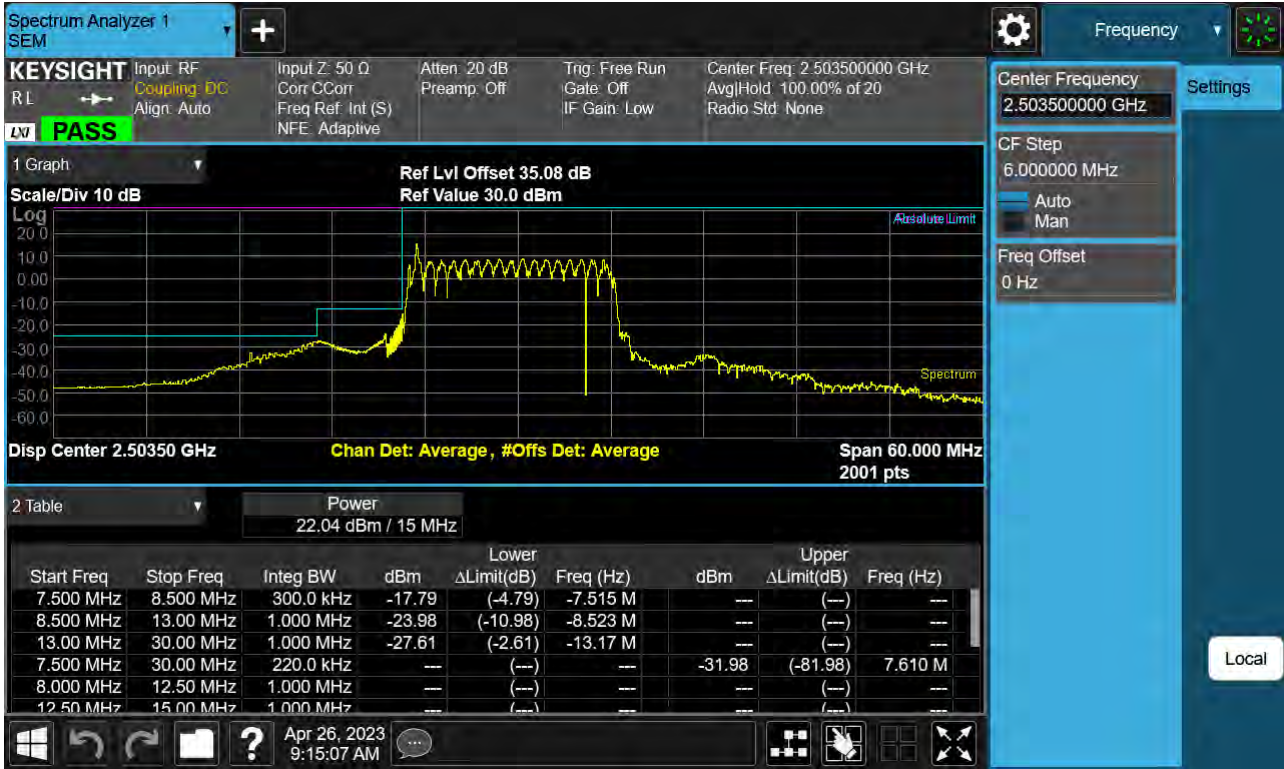 Spectrum Analyzer 1
SEM
Frequency
KEYSIGHT
R L
LXI
PASS
Input: RF
Coupling: DC
Align: Auto
Input Z: 50 Ω
Corr CCorr
Freq Ref: Int (S)
NFE: Adaptive
Atten: 20 dB
Preamp: Off
Trig: Free Run
Gate: Off
IF Gain: Low
Center Freq: 2.503500000 GHz
Avg|Hold: 100.00% of 20
Radio Std: None
Center Frequency
2.503500000 GHz
Settings
CF Step
6.000000 MHz
Auto
Man
Freq Offset
0 Hz
1 Graph
Scale/Div 10 dB
Ref Lvl Offset 35.08 dB
Ref Value 30.0 dBm
Log
20.0
10.0
0.00
-10.0
-20.0
-30.0
-40.0
-50.0
-60.0
Absolute Limit
Spectrum
Disp Center 2.50350 GHz
Chan Det: Average, #Offs Det: Average
Span 60.000 MHz
2001 pts
2 Table
Power
22.04 dBm / 15 MHz
Lower Upper
Start Freq Stop Freq Integ BW dBm ΔLimit(dB) Freq (Hz) dBm ΔLimit(dB) Freq (Hz)
7.500 MHz 8.500 MHz 300.0 kHz -17.79 (-4.79) -7.515 M --- (---) ---
8.500 MHz 13.00 MHz 1.000 MHz -23.98 (-10.98) -8.523 M --- (---) ---
13.00 MHz 30.00 MHz 1.000 MHz -27.61 (-2.61) -13.17 M --- (---) ---
7.500 MHz 30.00 MHz 220.0 kHz --- (---) --- -31.98 (-81.98) 7.610 M
8.000 MHz 12.50 MHz 1.000 MHz --- (---) --- --- (---) ---
12.50 MHz 15.00 MHz 1.000 MHz --- (---) --- --- (---) ---
Local
Apr 26, 2023
9:15:07 AM